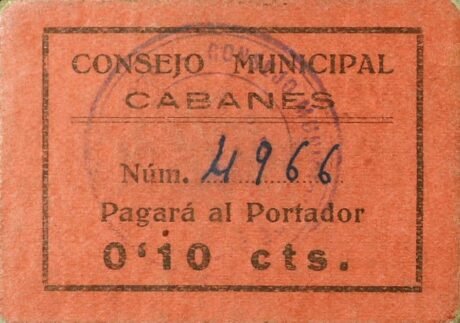 CONSEJO MUNICIPAL
CABANES
Núm. 4966
Pagará al Portador
0'10 cts.